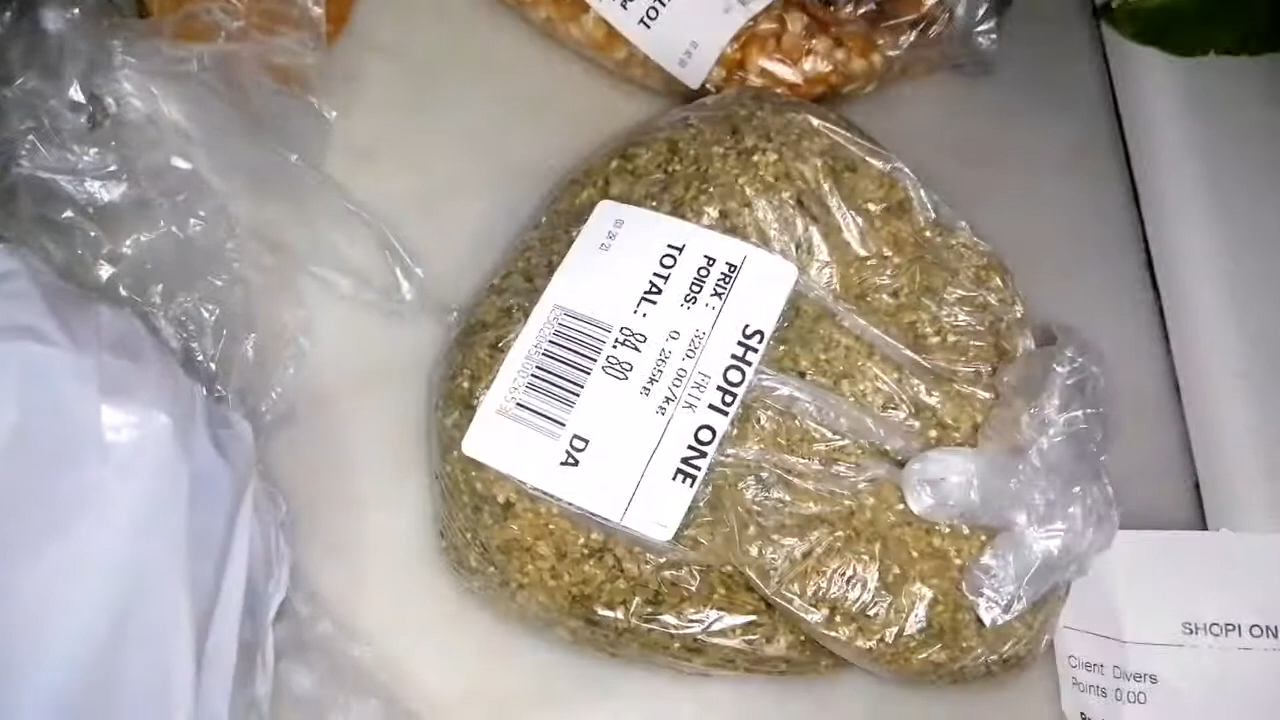 SHOPI ONE
FRIK
PRIX : 320.00/kg
POIDS: 0.265kg
TOTAL: 84.80 DA
TOT
SHOPI ON
Client Divers
Points 0,00